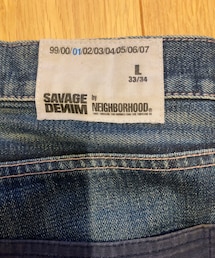 99/00/01/02/03/04/05/06/07
L
33/34
SAVAGE by
DENIM NEIGHBORHOOD®